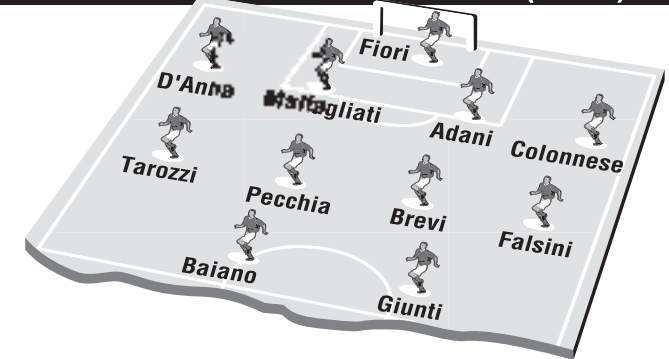 Fiori
D'Anna
Adani
Colonnese
Tarozzi
Pecchia
Brevi
Falsini
Baiano
Giunti